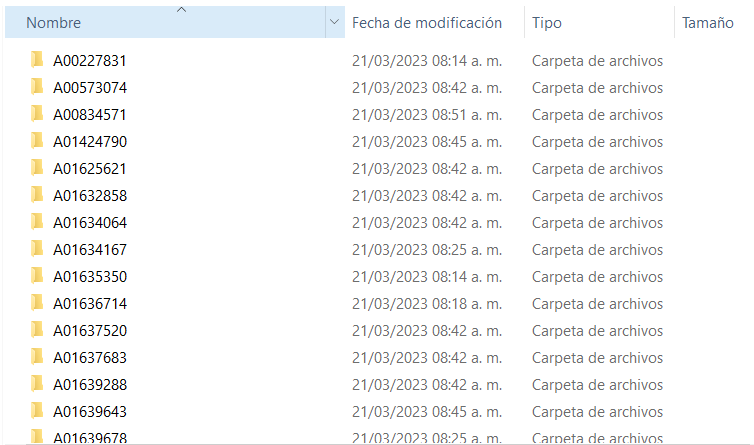 Nombre Fecha de modificación Tipo Tamaño
A00227831 21/03/2023 08:14 a. m. Carpeta de archivos
A00573074 21/03/2023 08:42 a. m. Carpeta de archivos
A00834571 21/03/2023 08:51 a. m. Carpeta de archivos
A01424790 21/03/2023 08:45 a. m. Carpeta de archivos
A01625621 21/03/2023 08:42 a. m. Carpeta de archivos
A01632858 21/03/2023 08:42 a. m. Carpeta de archivos
A01634064 21/03/2023 08:42 a. m. Carpeta de archivos
A01634167 21/03/2023 08:25 a. m. Carpeta de archivos
A01635350 21/03/2023 08:14 a. m. Carpeta de archivos
A01636714 21/03/2023 08:18 a. m. Carpeta de archivos
A01637520 21/03/2023 08:42 a. m. Carpeta de archivos
A01637683 21/03/2023 08:42 a. m. Carpeta de archivos
A01639288 21/03/2023 08:42 a. m. Carpeta de archivos
A01639643 21/03/2023 08:45 a. m. Carpeta de archivos
A01639678 21/03/2023 08:25 a. m. Carpeta de archivos